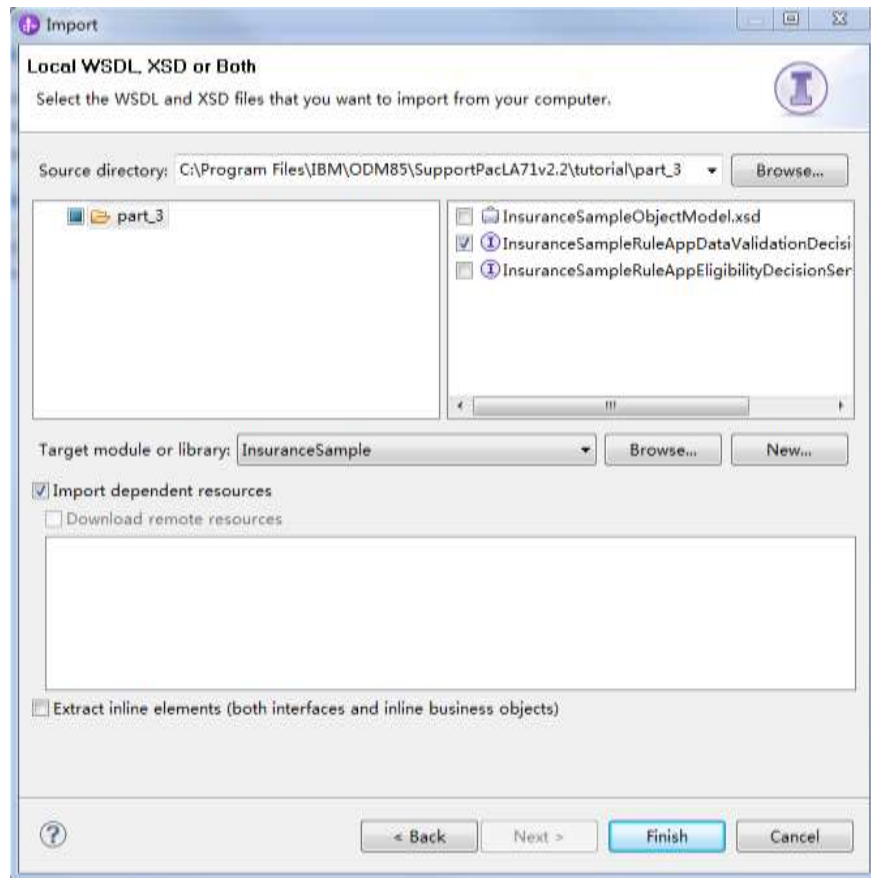 Import
Local WSDL, XSD or Both
Select the WSDL and XSD files that you want to import from your computer.
Source directory: C:\Program Files\IBM\ODM85\SupportPacLA71v2.2\tutorial\part_3 Browse...
part_3
InsuranceSampleObjectModel.xsd
InsuranceSampleRuleAppDataValidationDecisi
InsuranceSampleRuleAppEligibilityDecisionSer
Target module or library: InsuranceSample Browse... New...
Import dependent resources
Download remote resources
Extract inline elements (both interfaces and inline business objects)
? < Back Next > Finish Cancel